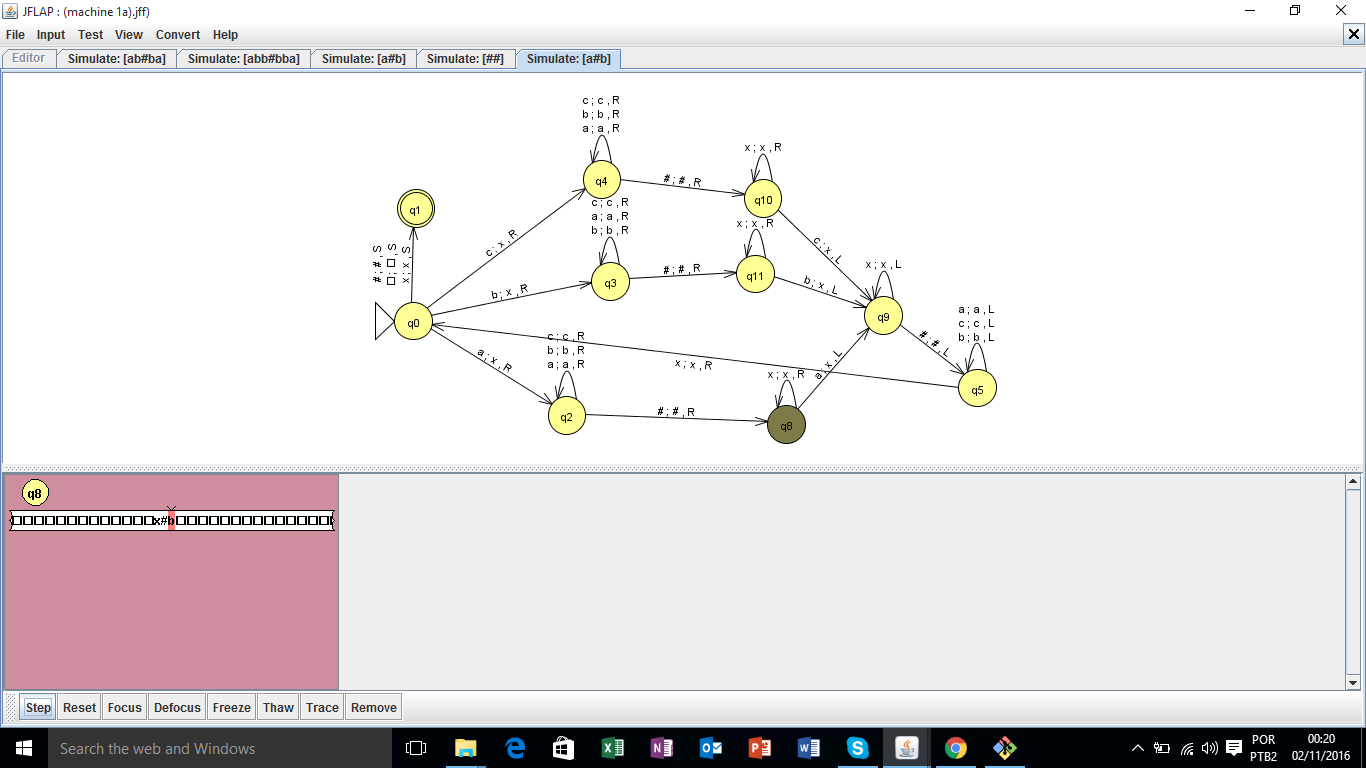 JFLAP : (machine 1a).jff)
File Input Test View Convert Help
Editor Simulate: [ab#ba] Simulate: [abb#bba] Simulate: [a#b] Simulate: [##] Simulate: [a#b]
c ; c , R
b ; b , R
a ; a , R
q4
# ; # , R
x ; x , R
q10
q1
# ; # , S
□ ; □ , S
x ; x , S
c ; x , R
c ; c , R
a ; a , R
b ; b , R
q3
# ; # , R
x ; x , R
q11
c ; x , L
b ; x , L
x ; x , L
q9
q0
b ; x , R
a ; x , R
c ; c , R
b ; b , R
a ; a , R
q2
# ; # , R
x ; x , R
x ; x , R
q8
a ; x , L
# ; # , L
a ; a , L
c ; c , L
b ; b , L
q5
q8
□□□□□□□□□□□□□x#b□□□□□□□□□□□□□□
Step Reset Focus Defocus Freeze Thaw Trace Remove
Search the web and Windows
POR
PTB2
00:20
02/11/2016